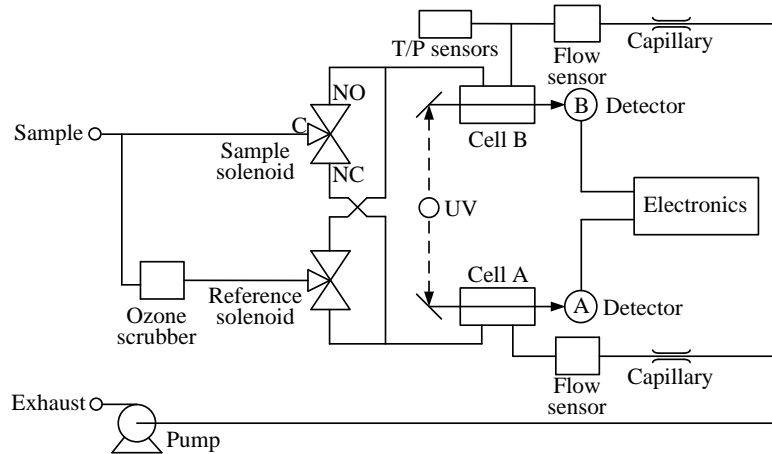 T/P sensors
Flow
sensor
Capillary
NO
B
Detector
Sample
C
Sample
solenoid
Cell B
NC
UV
Electronics
Cell A
Reference
solenoid
A
Detector
Ozone
scrubber
Flow
sensor
Capillary
Exhaust
Pump